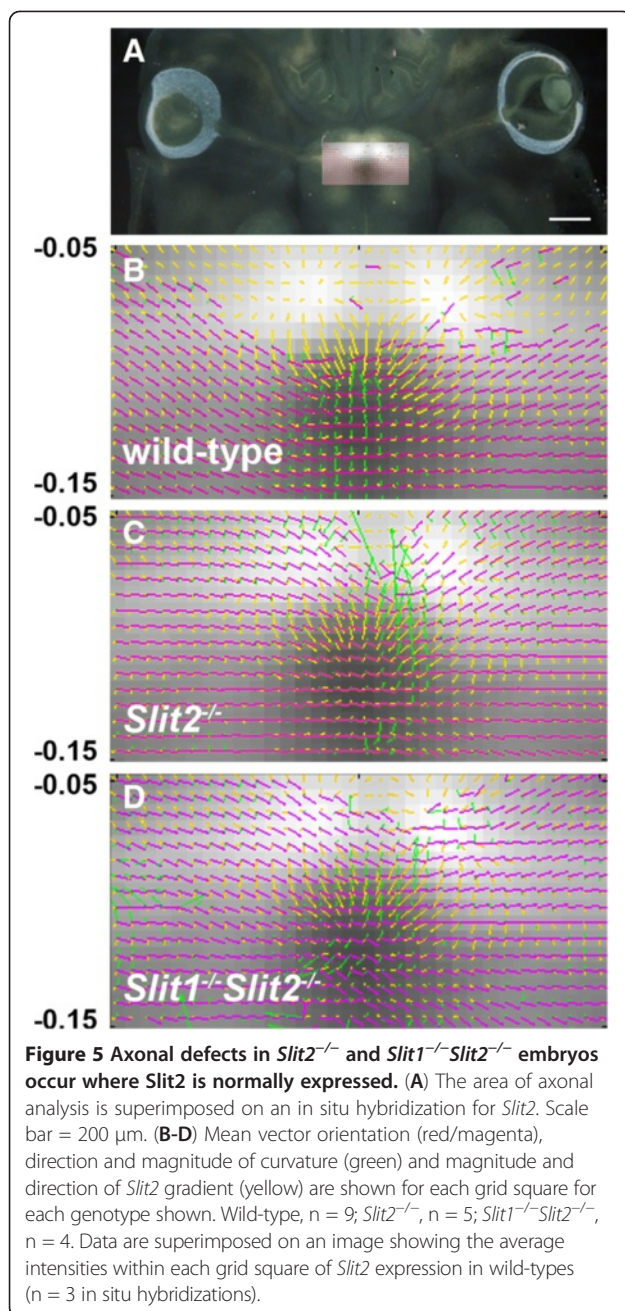 A
-0.05
B
wild-type
-0.15
-0.05
C
Slit2-/-
-0.15
-0.05
D
Slit1-/-Slit2-/-
-0.15
Figure 5 Axonal defects in Slit2−/− and Slit1−/−Slit2−/− embryos
occur where Slit2 is normally expressed. (A) The area of axonal
analysis is superimposed on an in situ hybridization for Slit2. Scale
bar = 200 μm. (B-D) Mean vector orientation (red/magenta),
direction and magnitude of curvature (green) and magnitude and
direction of Slit2 gradient (yellow) are shown for each grid square for
each genotype shown. Wild-type, n = 9; Slit2−/−, n = 5; Slit1−/−Slit2−/−,
n = 4. Data are superimposed on an image showing the average
intensities within each grid square of Slit2 expression in wild-types
(n = 3 in situ hybridizations).